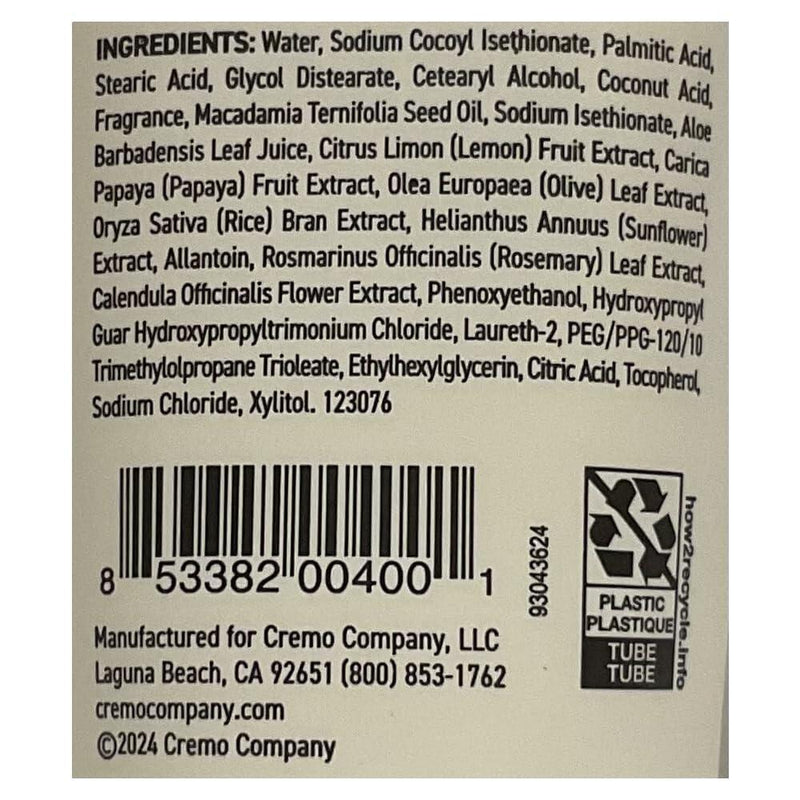 INGREDIENTS: Water, Sodium Cocoyl Isethionate, Palmitic Acid,
Stearic Acid, Glycol Distearate, Cetearyl Alcohol, Coconut Acid,
Fragrance, Macadamia Ternifolia Seed Oil, Sodium Isethionate, Aloe
Barbadensis Leaf Juice, Citrus Limon (Lemon) Fruit Extract, Carica
Papaya (Papaya) Fruit Extract, Olea Europaea (Olive) Leaf Extract,
Oryza Sativa (Rice) Bran Extract, Helianthus Annuus (Sunflower)
Extract, Allantoin, Rosmarinus Officinalis (Rosemary) Leaf Extract,
Calendula Officinalis Flower Extract, Phenoxyethanol, Hydroxypropyl
Guar Hydroxypropyltrimonium Chloride, Laureth-2, PEG/PPG-120/10
Trimethylolpropane Trioleate, Ethylhexylglycerin, Citric Acid, Tocopherol,
Sodium Chloride, Xylitol. 123076
8 53382 00400 1
93043624
how2recycle.info
PLASTIC
PLASTIQUE
TUBE
TUBE
Manufactured for Cremo Company, LLC
Laguna Beach, CA 92651 (800) 853-1762
cremocompany.com
©2024 Cremo Company